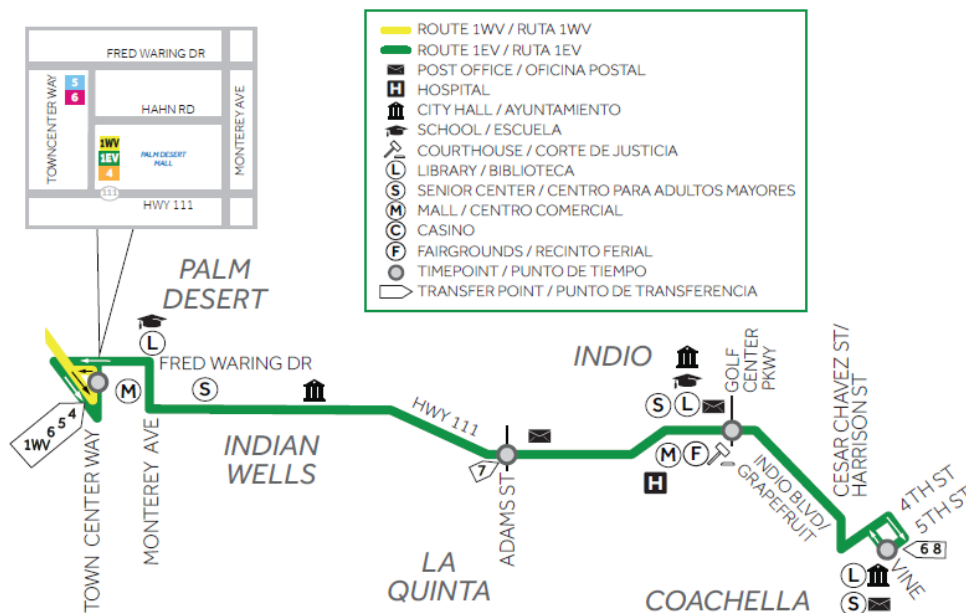 FRED WARING DR
TOWNCENTER WAY
5
6
HAHN RD
MONTEREY AVE
1WV
1EV
4
PALM DESERT
MALL
111
HWY 111
ROUTE 1WV / RUTA 1WV
ROUTE 1EV / RUTA 1EV
POST OFFICE / OFICINA POSTAL
H HOSPITAL
CITY HALL / AYUNTAMIENTO
SCHOOL / ESCUELA
COURTHOUSE / CORTE DE JUSTICIA
L LIBRARY / BIBLIOTECA
S SENIOR CENTER / CENTRO PARA ADULTOS MAYORES
M MALL / CENTRO COMERCIAL
C CASINO
F FAIRGROUNDS / RECINTO FERIAL
TIMEPOINT / PUNTO DE TIEMPO
TRANSFER POINT / PUNTO DE TRANSFERENCIA
PALM
DESERT
L
FRED WARING DR
M
S
1WV 6 5 4
TOWN CENTER WAY
MONTEREY AVE
INDIAN
WELLS
HWY 111
7
ADAMS ST
LA
QUINTA
INDIO
S L
GOLF
CENTER
PKWY
M F
H
INDIO BLVD/
GRAPEFRUIT
CESAR CHAVEZ ST/
HARRISON ST
4TH ST
5TH ST
6 8
VINE
L
S
COACHELLA